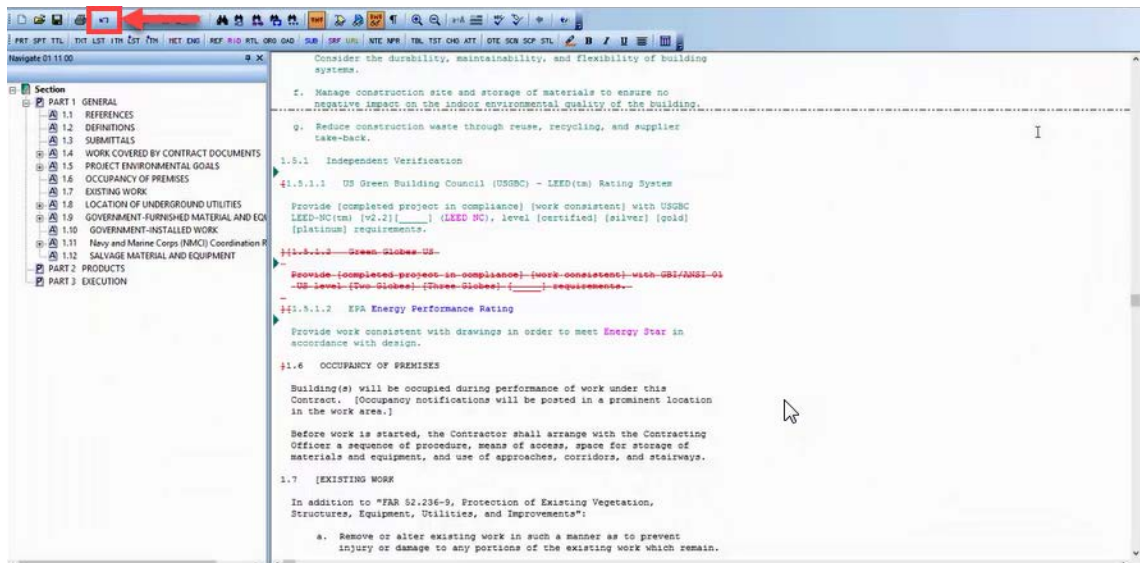 PRT SPT TTL TXT LST ITM LST ITM HET ENG REF RID RTL ORG OAD SUB SRF URL NTE NPR TBL TST CHG ATT DTE SCN SCP STL B I U
Navigate 01 11 00
Section
PART 1 GENERAL
1.1 REFERENCES
1.2 DEFINITIONS
1.3 SUBMITTALS
1.4 WORK COVERED BY CONTRACT DOCUMENTS
1.5 PROJECT ENVIRONMENTAL GOALS
1.6 OCCUPANCY OF PREMISES
1.7 EXISTING WORK
1.8 LOCATION OF UNDERGROUND UTILITIES
1.9 GOVERNMENT-FURNISHED MATERIAL AND EQU
1.10 GOVERNMENT-INSTALLED WORK
1.11 Navy and Marine Corps (NMCI) Coordination R
1.12 SALVAGE MATERIAL AND EQUIPMENT
PART 2 PRODUCTS
PART 3 EXECUTION
Consider the durability, maintainability, and flexibility of building
systems.
f. Manage construction site and storage of materials to ensure no
negative impact on the indoor environmental quality of the building.
g. Reduce construction waste through reuse, recycling, and supplier
take-back.
1.5.1 Independent Verification
[1.5.1.1 US Green Building Council (USGBC) - LEED(tm) Rating System
Provide [completed project in compliance] [work consistent] with USGBC
LEED-NC(tm) [v2.2][_____] (LEED NC), level [certified] [silver] [gold]
[platinum] requirements.
][1.5.1.2 Green Globes US
Provide [completed project in compliance] [work consistent] with GBI/ANSI 01
-US level [Two Globes] [Three Globes] [_____] requirements.
][1.5.1.2 EPA Energy Performance Rating
Provide work consistent with drawings in order to meet Energy Star in
accordance with design.
]1.6 OCCUPANCY OF PREMISES
Building(s) will be occupied during performance of work under this
Contract. [Occupancy notifications will be posted in a prominent location
in the work area.]
Before work is started, the Contractor shall arrange with the Contracting
Officer a sequence of procedure, means of access, space for storage of
materials and equipment, and use of approaches, corridors, and stairways.
1.7 [EXISTING WORK
In addition to "FAR 52.236-9, Protection of Existing Vegetation,
Structures, Equipment, Utilities, and Improvements":
a. Remove or alter existing work in such a manner as to prevent
injury or damage to any portions of the existing work which remain.